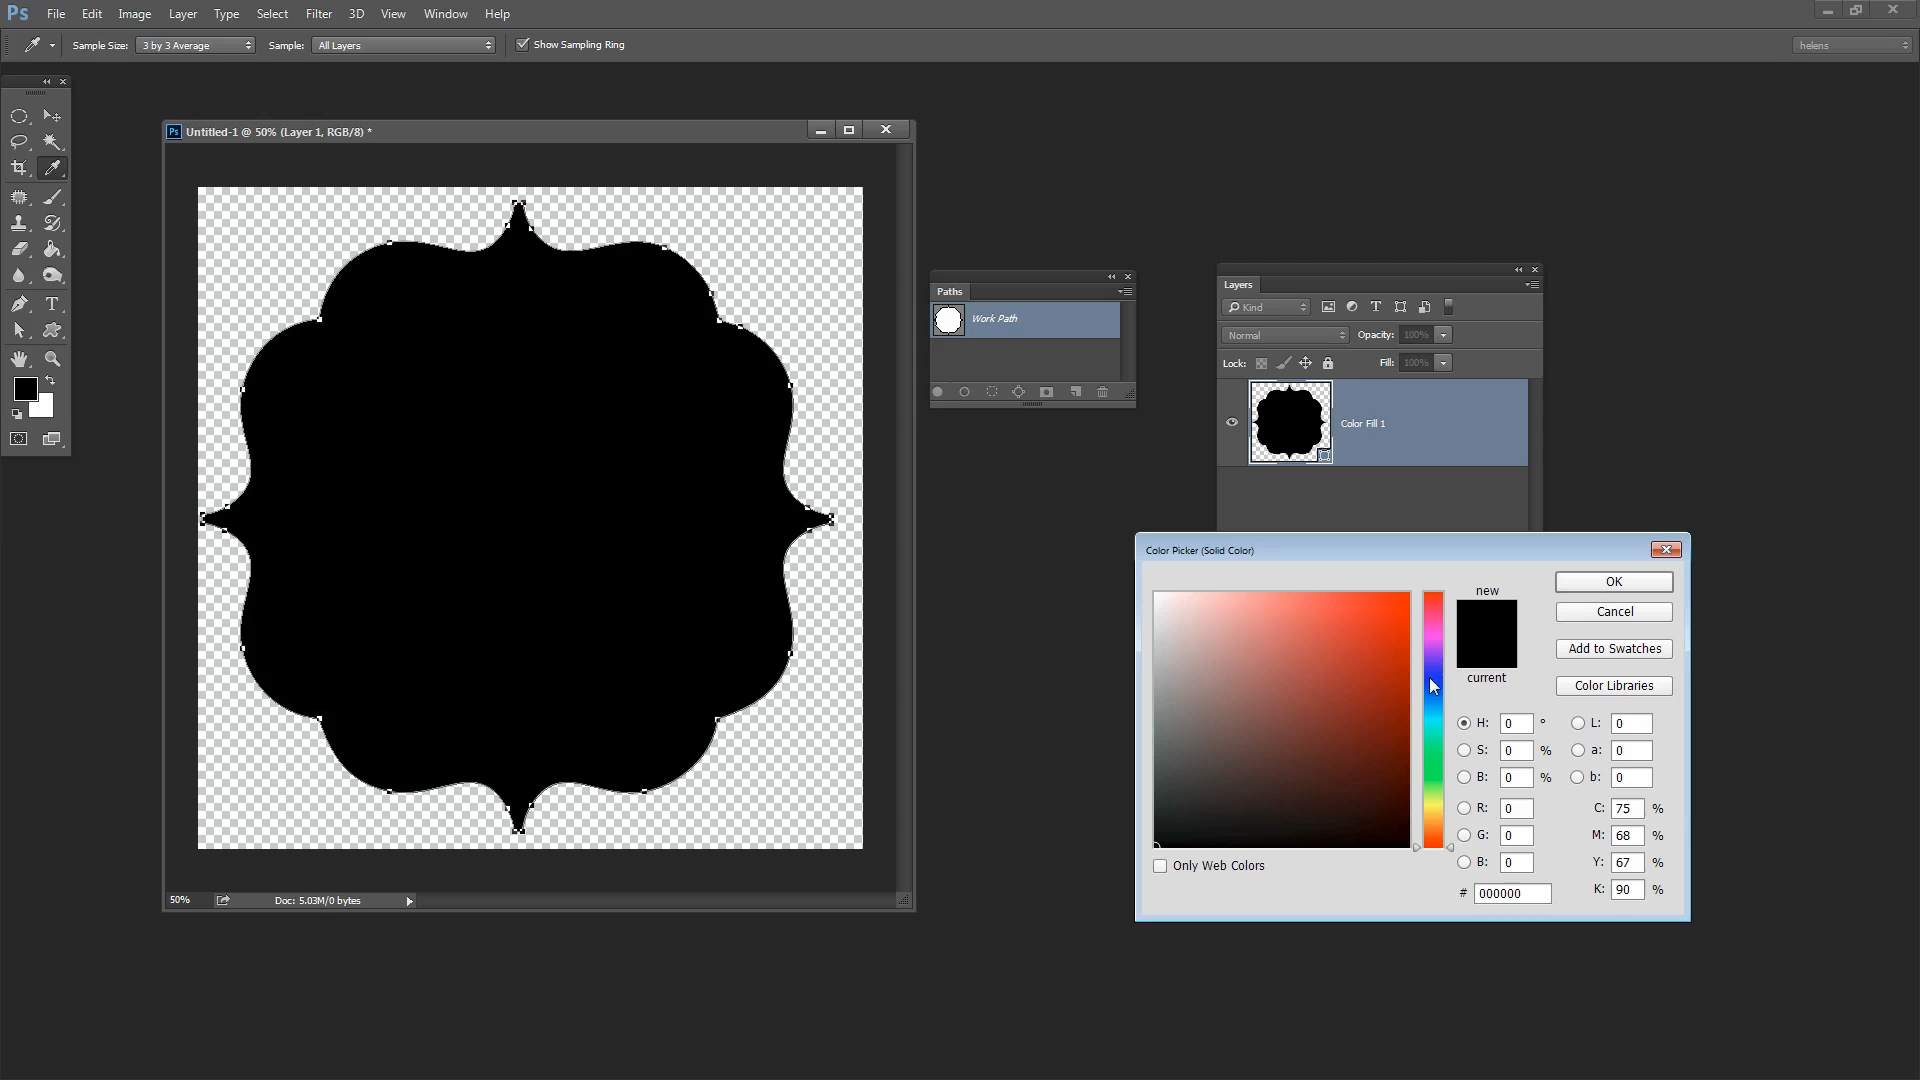 Ps File Edit Image Layer Type Select Filter 3D View Window Help
Sample Size: 3 by 3 Average Sample: All Layers Show Sampling Ring helens
Ps Untitled-1 @ 50% (Layer 1, RGB/8) *
Paths
Work Path
Layers
Kind
Normal Opacity: 100%
Lock: Fill: 100%
Color Fill 1
Color Picker (Solid Color)
new
current
OK
Cancel
Add to Swatches
Color Libraries
H: 0 ° L: 0
S: 0 % a: 0
B: 0 % b: 0
R: 0 C: 75 %
G: 0 M: 68 %
B: 0 Y: 67 %
# 000000 K: 90 %
Only Web Colors
50% Doc: 5.03M/0 bytes